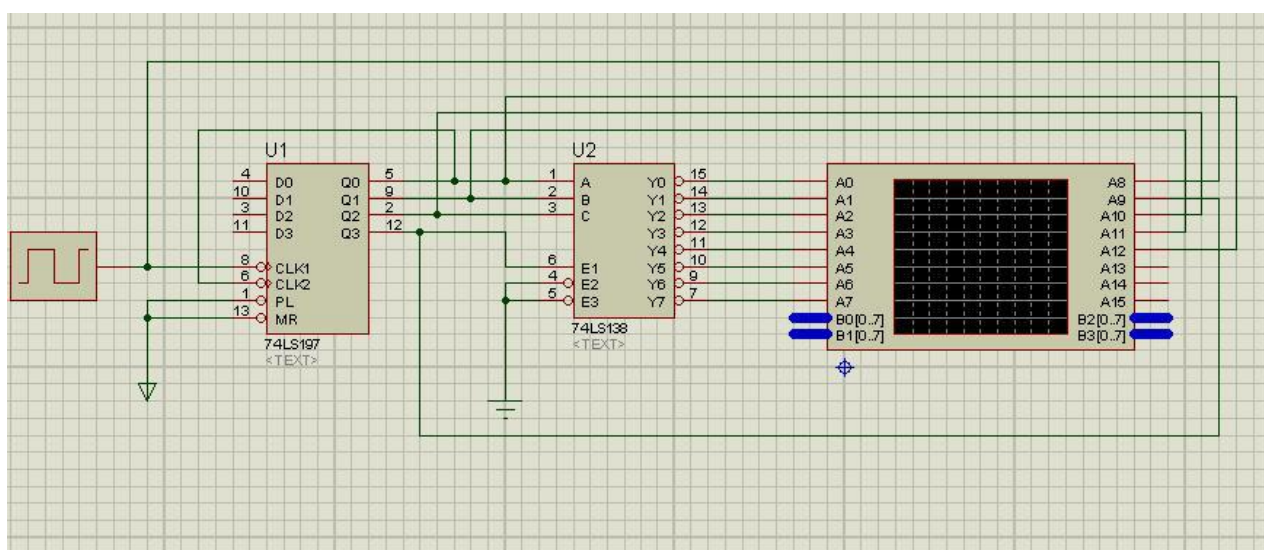 U1
4 D0 Q0 5
10 D1 Q1 9
3 D2 Q2 2
11 D3 Q3 12
8 CLK1
6 CLK2
1 PL
13 MR
74LS197
<TEXT>
U2
1 A Y0 15
2 B Y1 14
3 C Y2 13
Y3 12
Y4 11
6 E1 Y5 10
4 E2 Y6 9
5 E3 Y7 7
74LS138
<TEXT>
A0 A8
A1 A9
A2 A10
A3 A11
A4 A12
A5 A13
A6 A14
A7 A15
B0[0..7] B2[0..7]
B1[0..7] B3[0..7]